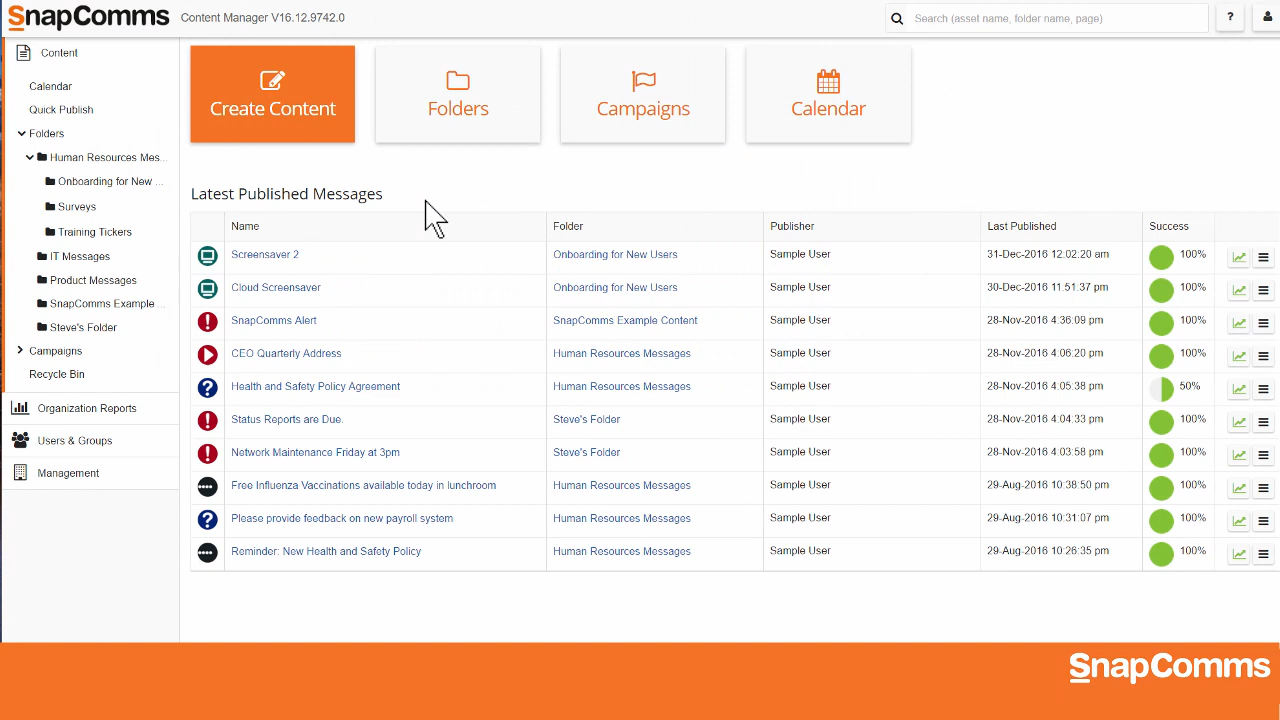 SnapComms Content Manager V16.12.9742.0 Search (asset name, folder name, page) ?
Content
Calendar
Quick Publish
Folders
Human Resources Mes...
Onboarding for New ...
Surveys
Training Tickers
IT Messages
Product Messages
SnapComms Example ...
Steve's Folder
Campaigns
Recycle Bin
Organization Reports
Users & Groups
Management
Create Content Folders Campaigns Calendar
Latest Published Messages
Name Folder Publisher Last Published Success
Screensaver 2 Onboarding for New Users Sample User 31-Dec-2016 12:02:20 am 100%
Cloud Screensaver Onboarding for New Users Sample User 30-Dec-2016 11:51:37 pm 100%
SnapComms Alert SnapComms Example Content Sample User 28-Nov-2016 4:36:09 pm 100%
CEO Quarterly Address Human Resources Messages Sample User 28-Nov-2016 4:06:20 pm 100%
Health and Safety Policy Agreement Human Resources Messages Sample User 28-Nov-2016 4:05:38 pm 50%
Status Reports are Due. Steve's Folder Sample User 28-Nov-2016 4:04:33 pm 100%
Network Maintenance Friday at 3pm Steve's Folder Sample User 28-Nov-2016 4:03:58 pm 100%
Free Influenza Vaccinations available today in lunchroom Human Resources Messages Sample User 29-Aug-2016 10:38:50 pm 100%
Please provide feedback on new payroll system Human Resources Messages Sample User 29-Aug-2016 10:31:07 pm 100%
Reminder: New Health and Safety Policy Human Resources Messages Sample User 29-Aug-2016 10:26:35 pm 100%
SnapComms